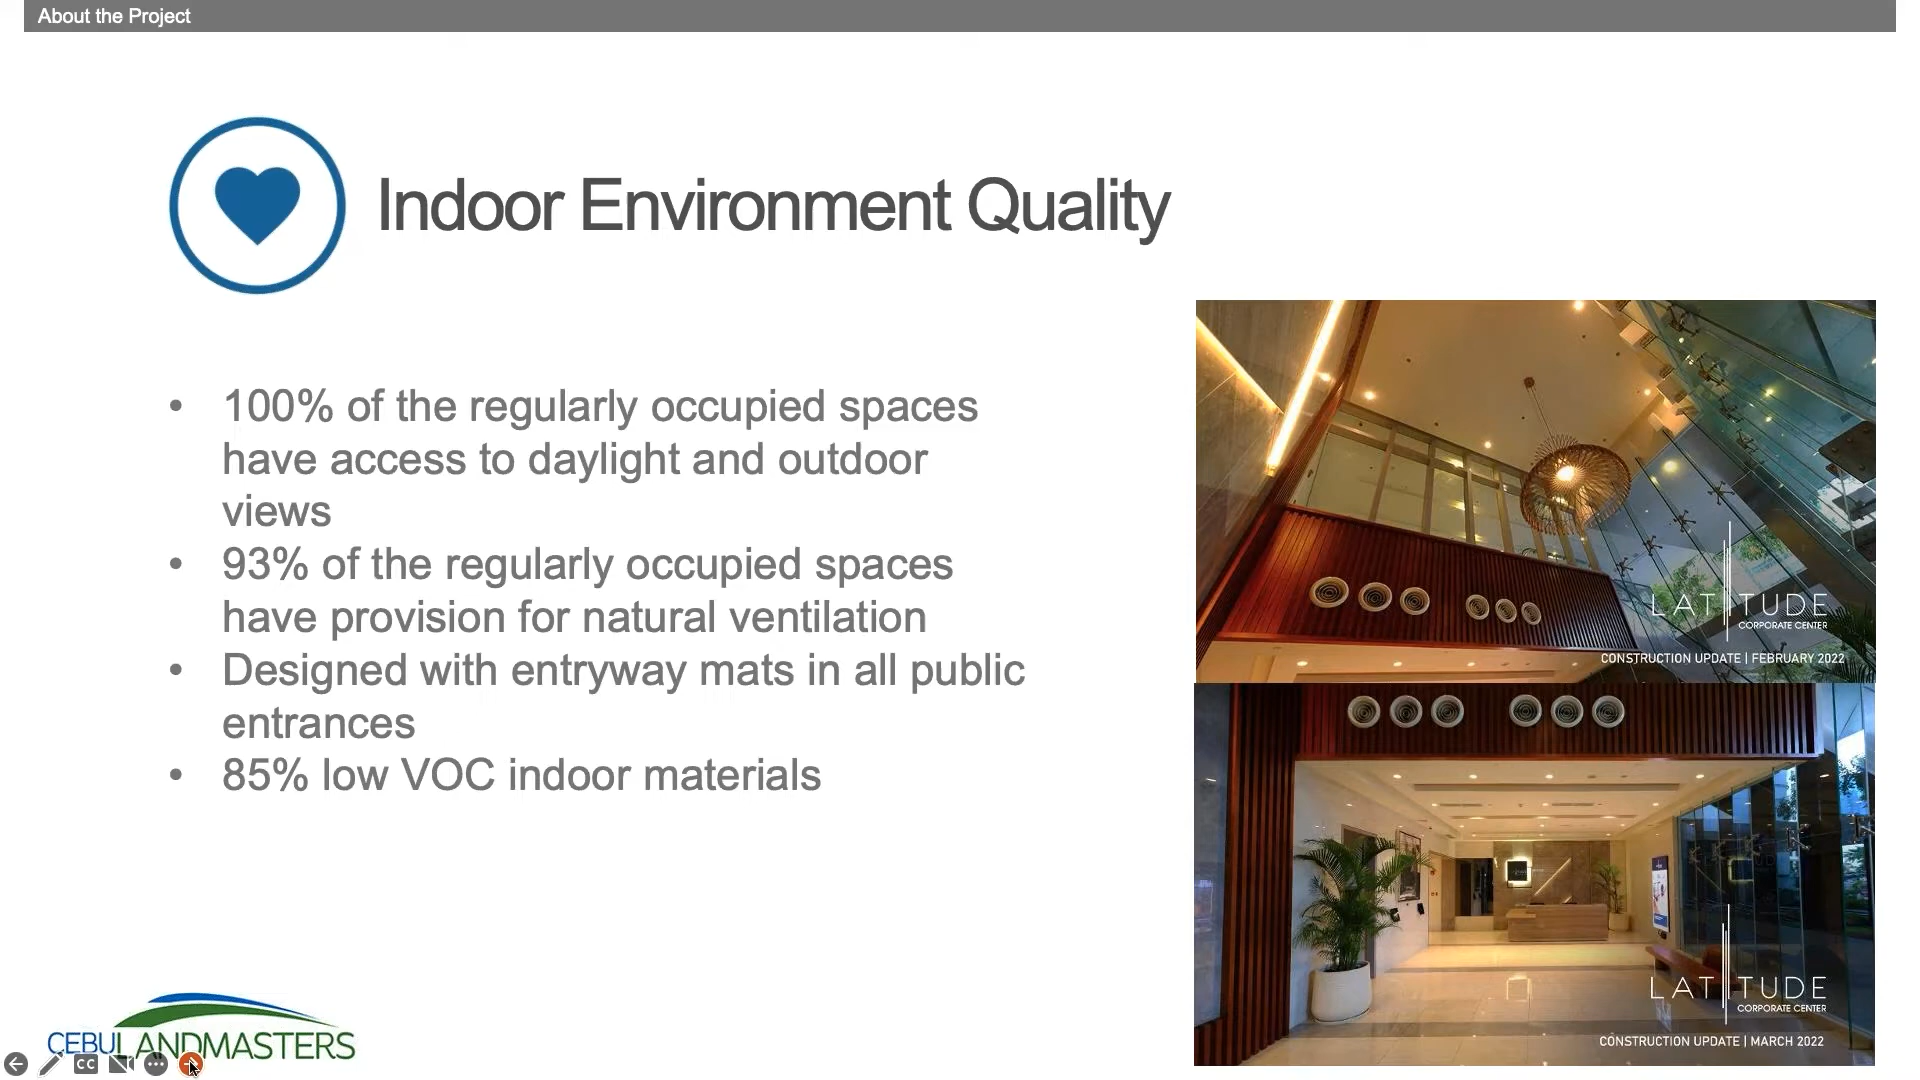 About the Project
Indoor Environment Quality
• 100% of the regularly occupied spaces
have access to daylight and outdoor
views
• 93% of the regularly occupied spaces
have provision for natural ventilation
• Designed with entryway mats in all public
entrances
• 85% low VOC indoor materials
LATITUDE
CORPORATE CENTER
CONSTRUCTION UPDATE | FEBRUARY 2022
LATITUDE
CORPORATE CENTER
CONSTRUCTION UPDATE | MARCH 2022
CEBULANDMASTERS
CC